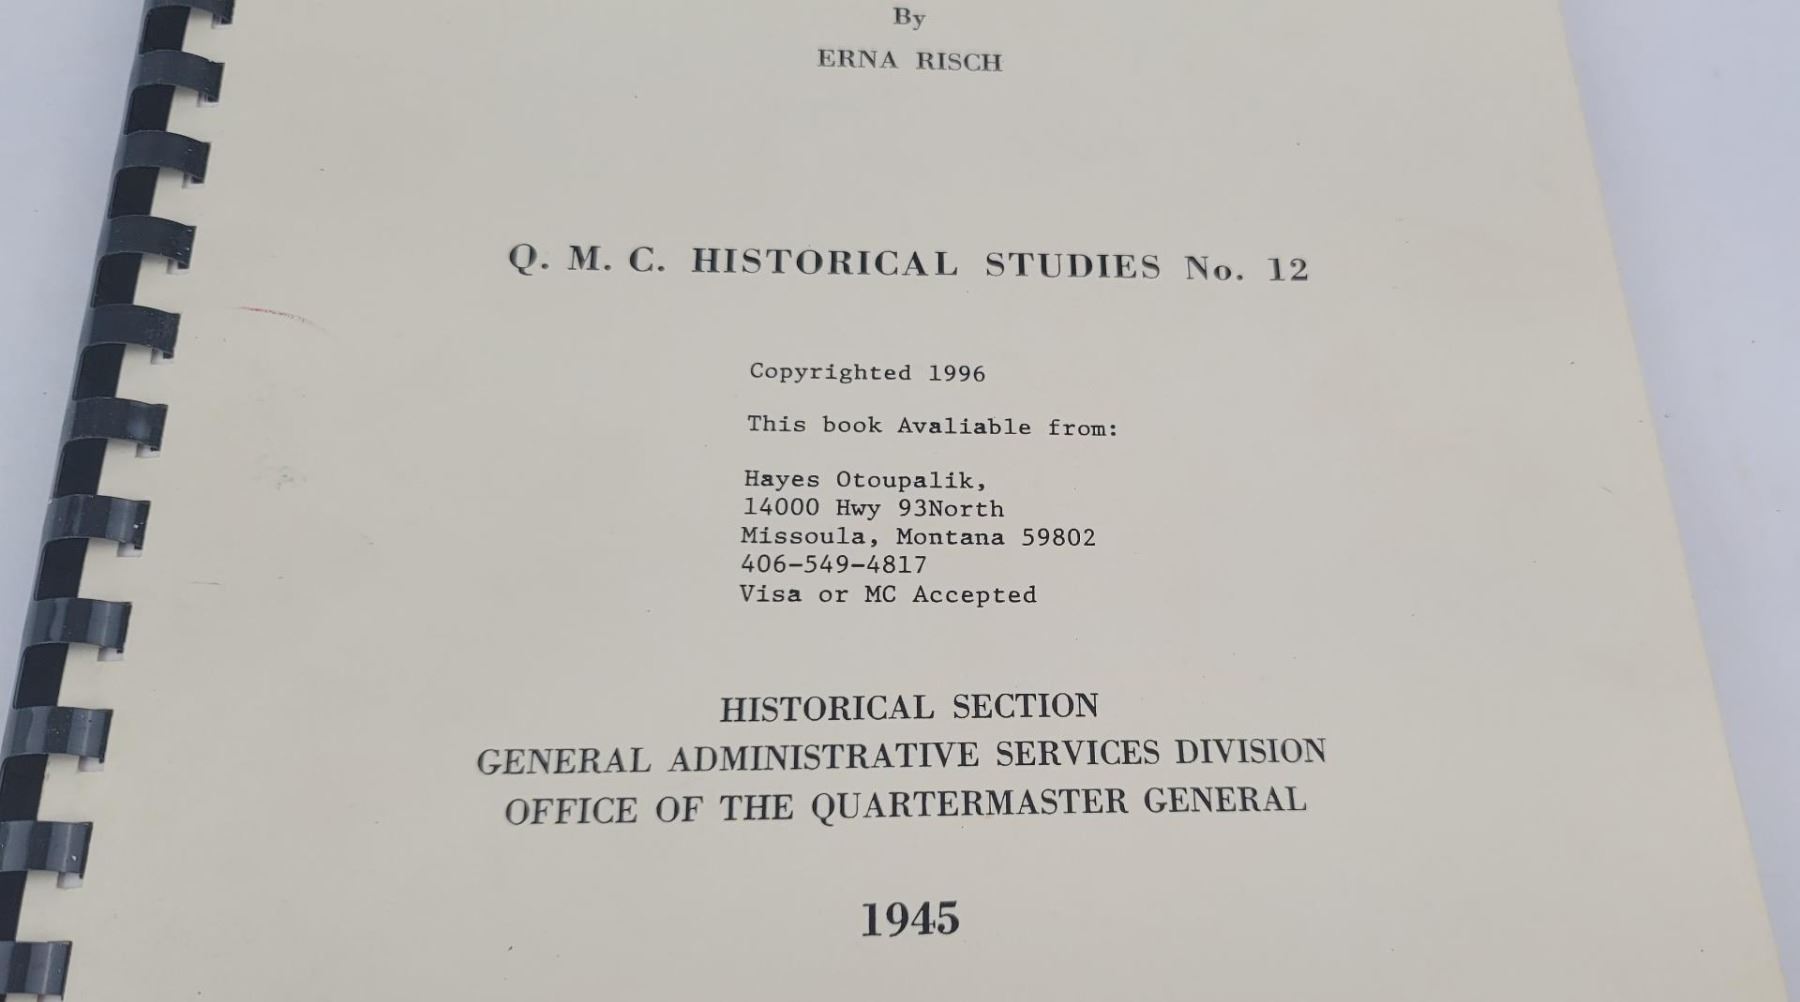 By
ERNA RISCH
Q. M. C. HISTORICAL STUDIES No. 12
Copyrighted 1996
This book Avaliable from:
Hayes Otoupalik,
14000 Hwy 93North
Missoula, Montana 59802
406-549-4817
Visa or MC Accepted
HISTORICAL SECTION
GENERAL ADMINISTRATIVE SERVICES DIVISION
OFFICE OF THE QUARTERMASTER GENERAL
1945